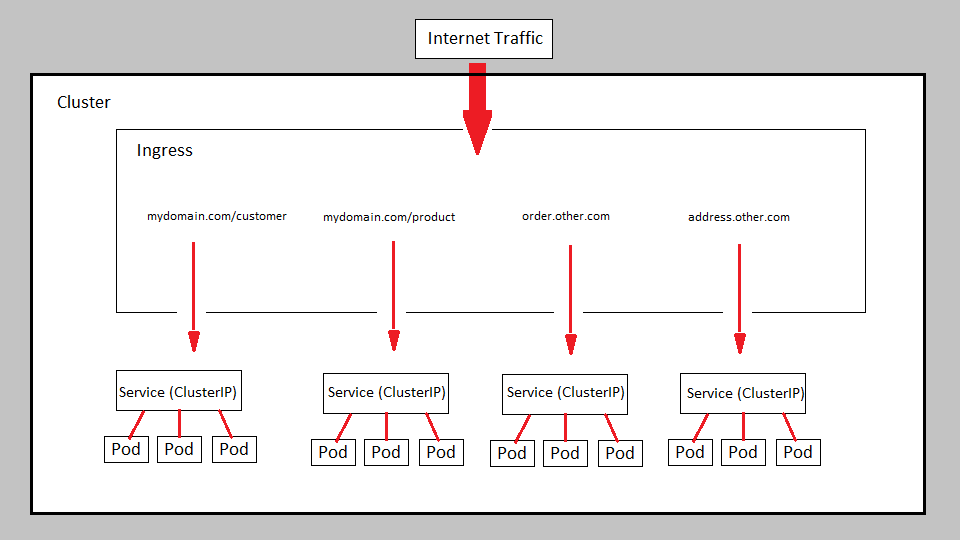 Internet Traffic
Cluster
Ingress
mydomain.com/customer
mydomain.com/product
order.other.com
address.other.com
Service (ClusterIP)
Service (ClusterIP)
Service (ClusterIP)
Service (ClusterIP)
Pod
Pod
Pod
Pod
Pod
Pod
Pod
Pod
Pod
Pod
Pod
Pod